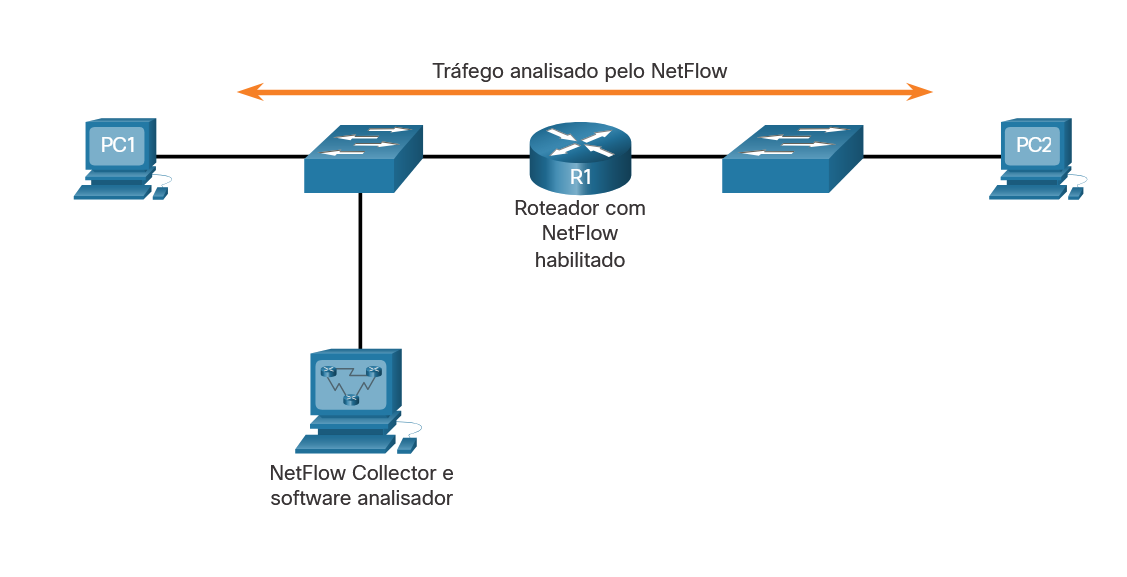 Tráfego analisado pelo NetFlow
PC1
R1
PC2
Roteador com
NetFlow
habilitado
NetFlow Collector e
software analisador